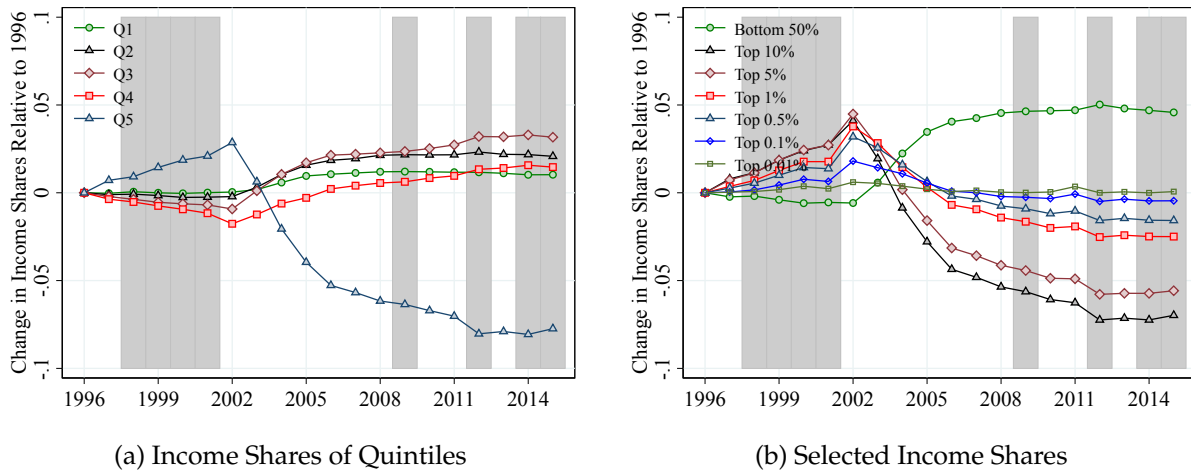 Change in Income Shares Relative to 1996
.1
.05
0
-.05
-.1
Q1
Q2
Q3
Q4
Q5
1996 1999 2002 2005 2008 2011 2014
(a) Income Shares of Quintiles
Change in Income Shares Relative to 1996
.1
.05
0
-.05
-.1
Bottom 50%
Top 10%
Top 5%
Top 1%
Top 0.5%
Top 0.1%
Top 0.01%
1996 1999 2002 2005 2008 2011 2014
(b) Selected Income Shares